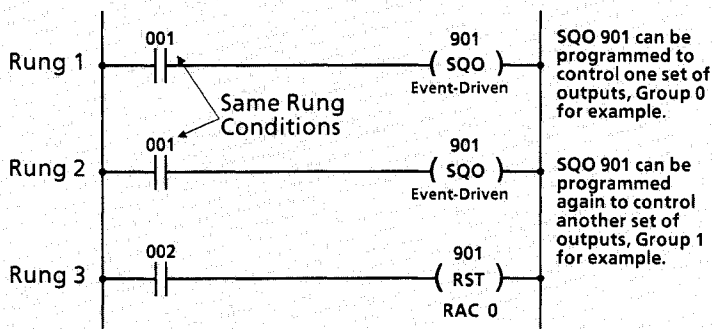 001
901
Rung 1
( SQO )
Event-Driven
SQO 901 can be
programmed to
control one set of
outputs, Group 0
for example.
Same Rung
Conditions
001
901
Rung 2
( SQO )
Event-Driven
SQO 901 can be
programmed
again to control
another set of
outputs, Group 1
for example.
002
901
Rung 3
( RST )
RAC 0